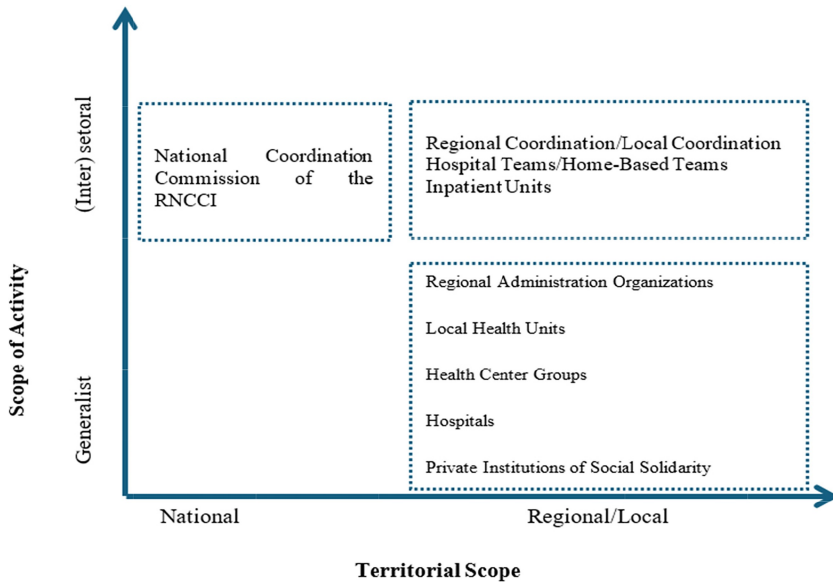 (Inter) setoral
National Coordination
Commission of the
RNCCI
Regional Coordination/Local Coordination
Hospital Teams/Home-Based Teams
Inpatient Units
Scope of Activity
Generalist
Regional Administration Organizations
Local Health Units
Health Center Groups
Hospitals
Private Institutions of Social Solidarity
National
Regional/Local
Territorial Scope